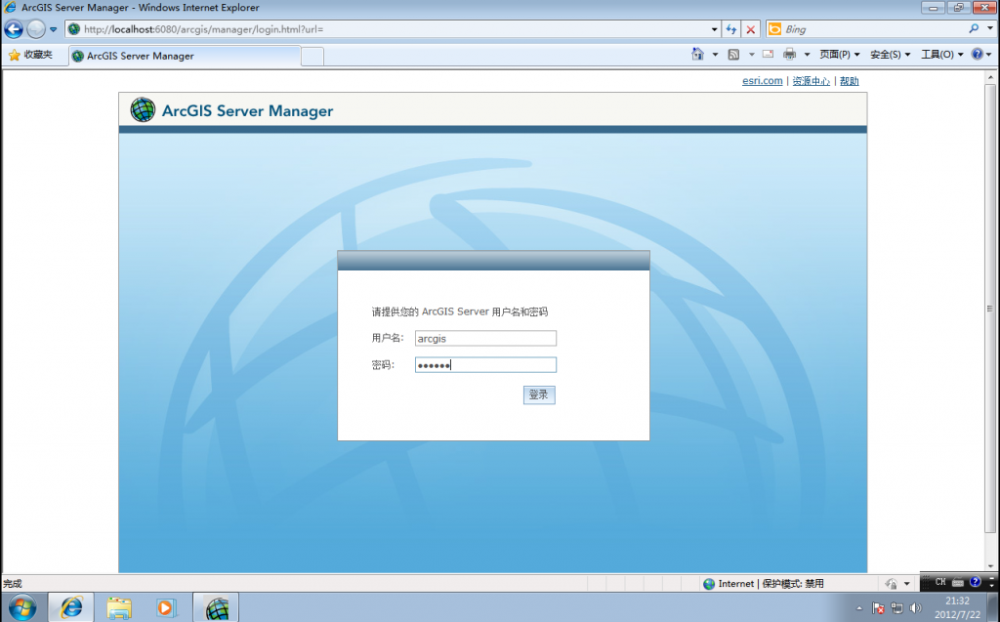 ArcGIS Server Manager - Windows Internet Explorer
http://localhost:6080/arcgis/manager/login.html?url=
Bing
收藏夹
ArcGIS Server Manager
页面(P)
安全(S)
工具(O)
esri.com | 资源中心 | 帮助
ArcGIS Server Manager
请提供您的 ArcGIS Server 用户名和密码
用户名: arcgis
密码: ••••••
登录
完成
Internet | 保护模式: 禁用
CH
21:32
2012/7/22